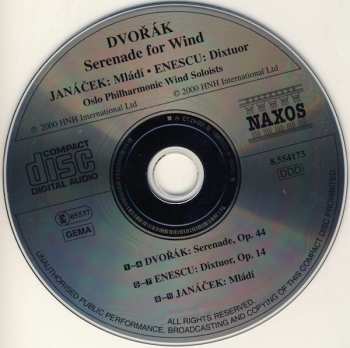 DVOŘÁK
Serenade for Wind
JANÁČEK: Mládí • ENESCU: Dixtuor
Oslo Philharmonic Wind Soloists
℗ 2000 HNH International Ltd
© 2000 HNH International Ltd
NAXOS
COMPACT
disc
DIGITAL AUDIO
8.554173
DDD
GEMA
DVOŘÁK: Serenade, Op. 44
ENESCU: Dixtuor, Op. 14
JANÁČEK: Mládí
ALL RIGHTS RESERVED.
UNAUTHORISED PUBLIC PERFORMANCE, BROADCASTING AND COPYING OF THIS COMPACT DISC PROHIBITED.